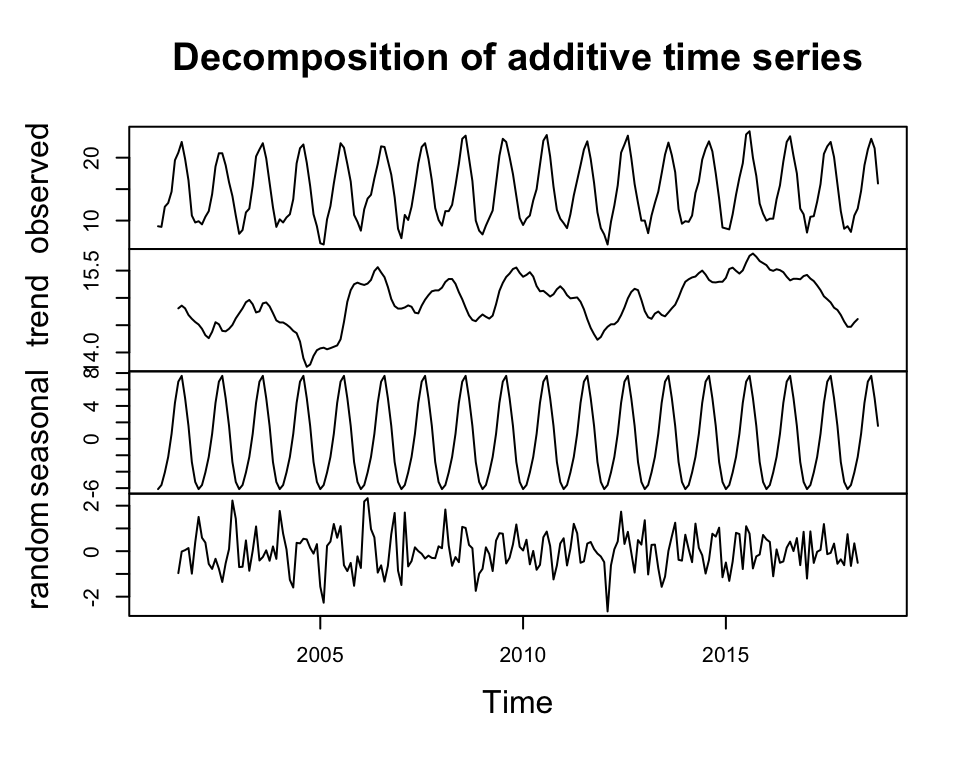 Decomposition of additive time series
observed
20
10
trend
15.5
14.0
seasonal
8
4
0
-6
random
2
0
-2
2005 2010 2015
Time